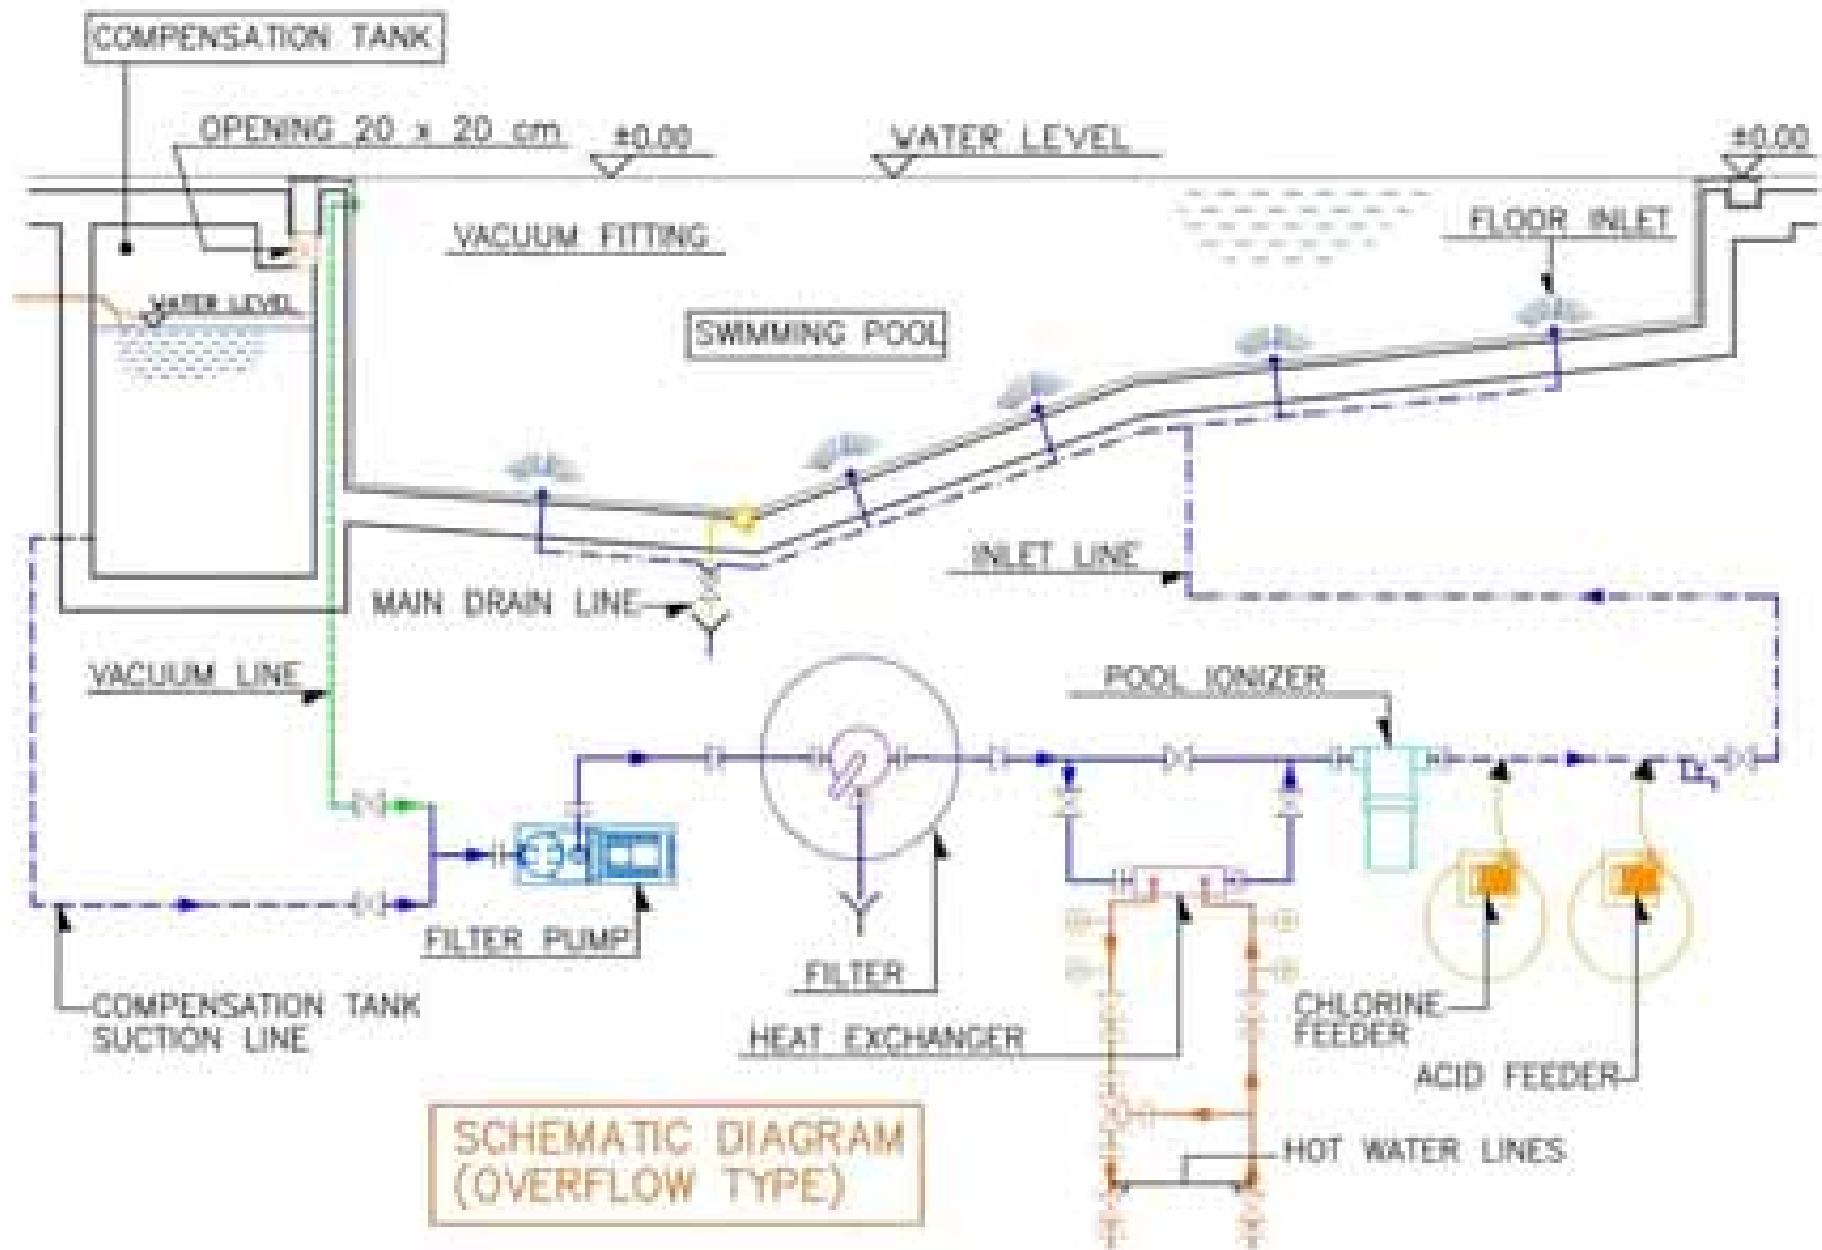 COMPENSATION TANK
OPENING 20 x 20 cm
±0.00
WATER LEVEL
±0.00
VACUUM FITTING
FLOOR INLET
WATER LEVEL
SWIMMING POOL
INLET LINE
MAIN DRAIN LINE
VACUUM LINE
POOL IONIZER
FILTER PUMP
FILTER
COMPENSATION TANK
SUCTION LINE
HEAT EXCHANGER
CHLORINE
FEEDER
ACID FEEDER
HOT WATER LINES
SCHEMATIC DIAGRAM
(OVERFLOW TYPE)